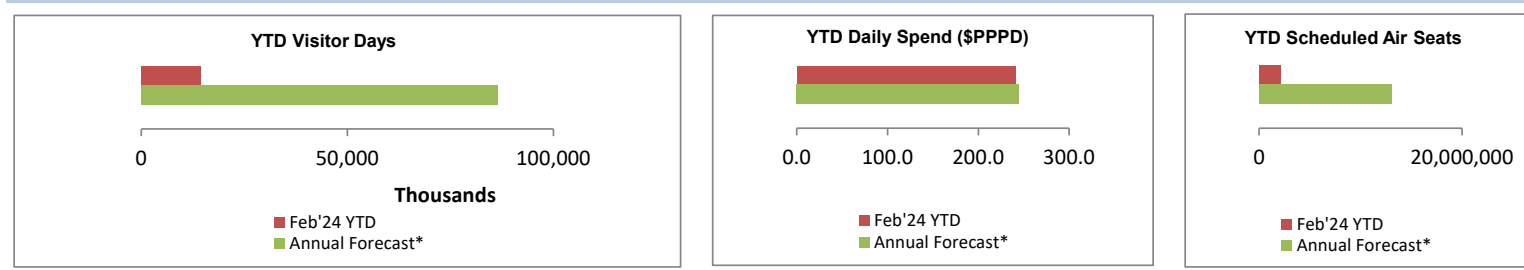 YTD Visitor Days
0 50,000 100,000
Thousands
Feb'24 YTD
Annual Forecast*
YTD Daily Spend ($PPPD)
0.0 100.0 200.0 300.0
Feb'24 YTD
Annual Forecast*
YTD Scheduled Air Seats
0 20,000,000
Feb'24 YTD
Annual Forecast*